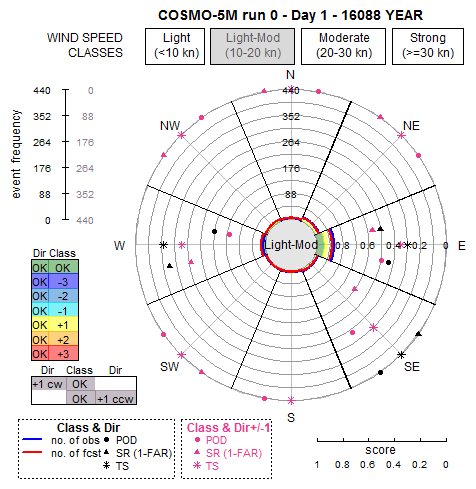 COSMO-5M run 0 - Day 1 - 16088 YEAR
WIND SPEED CLASSES
Light (<10 kn)
Light-Mod (10-20 kn)
Moderate (20-30 kn)
Strong (>=30 kn)
N
NE
E
SE
S
SW
W
NW
event frequency
440 0
352 88
264 176
176 264
88 352
0 440
440
352
264
176
88
Light-Mod
0.8 0.6 0.4 0.2 0
Dir Class
OK OK
OK -3
OK -2
OK -1
OK +1
OK +2
OK +3
Dir Class Dir
+1 cw OK
OK +1 ccw
Class & Dir
no. of obs POD
no. of fcst SR (1-FAR)
TS
Class & Dir+/-1
POD
SR (1-FAR)
TS
score
1 0.8 0.6 0.4 0.2 0